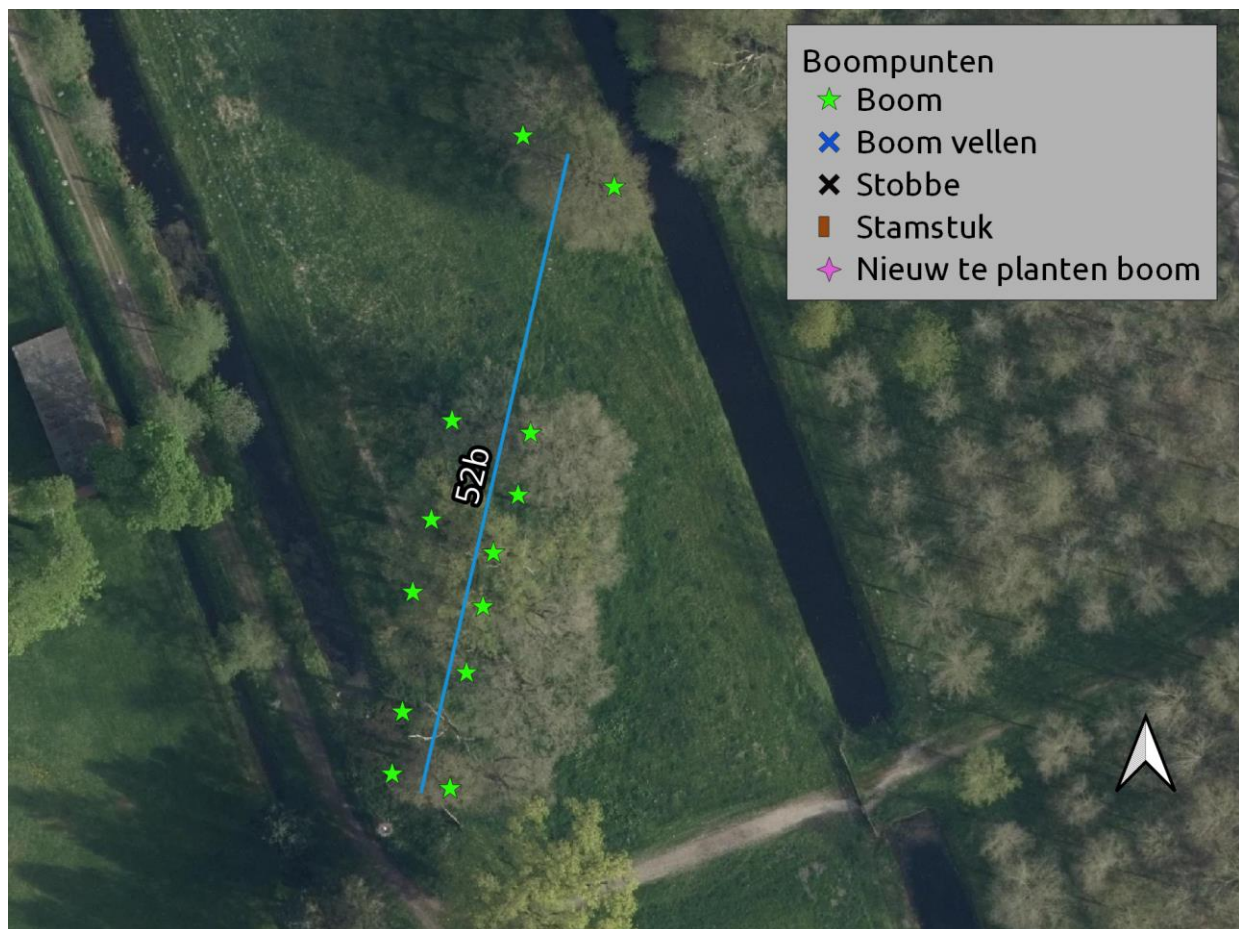 Boompunten
Boom
Boom vellen
Stobbe
Stamstuk
Nieuw te planten boom
52b